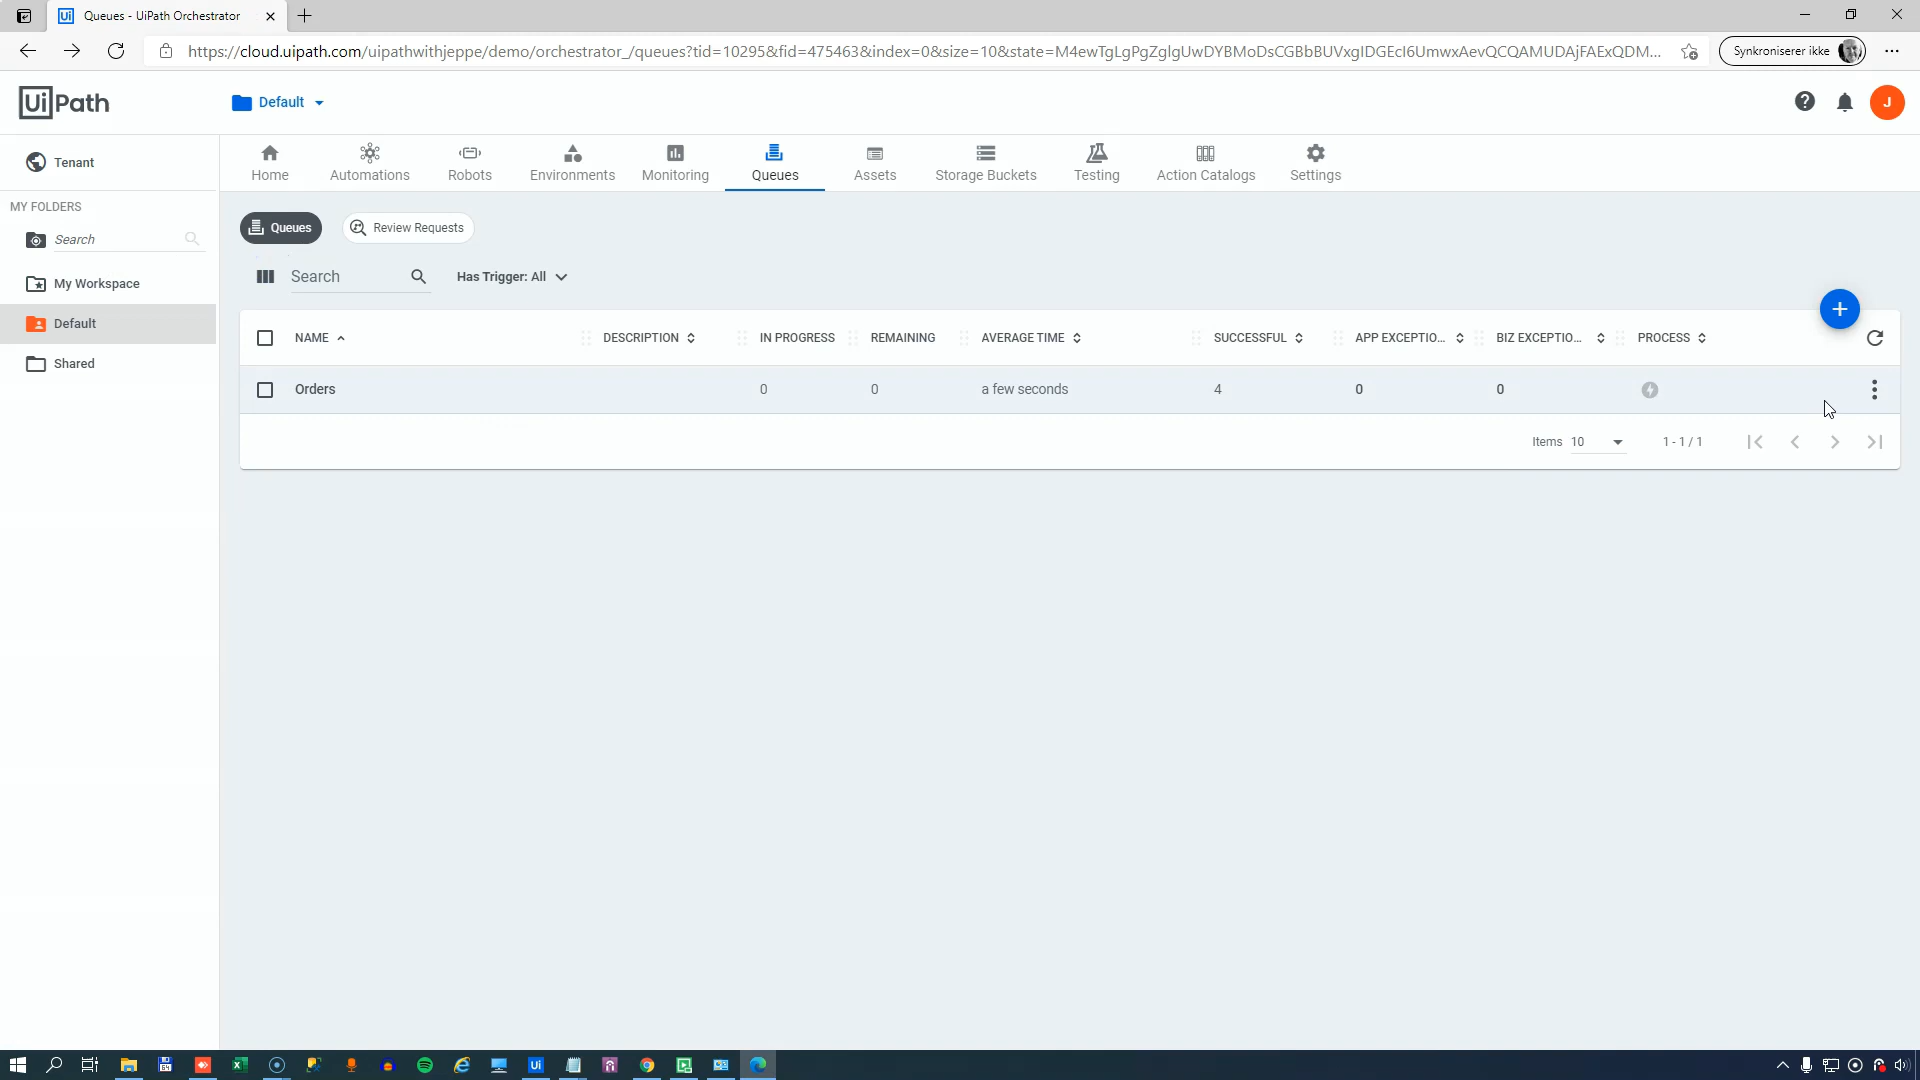 Queues - UiPath Orchestrator
https://cloud.uipath.com/uipathwithjeppe/demo/orchestrator_/queues?tid=10295&fid=475463&index=0&size=10&state=M4ewTgLgPgZglgUwDYBMoDsCGBbBUVxgIDGEcI6UmwxAevQCQAMUDAjFAExQDM...
Synkroniserer ikke
UiPath
Default
J
Tenant
Home
Automations
Robots
Environments
Monitoring
Queues
Assets
Storage Buckets
Testing
Action Catalogs
Settings
MY FOLDERS
Search
My Workspace
Default
Shared
Queues
Review Requests
Search
Has Trigger: All
NAME DESCRIPTION IN PROGRESS REMAINING AVERAGE TIME SUCCESSFUL APP EXCEPTIO... BIZ EXCEPTIO... PROCESS
Orders 0 0 a few seconds 4 0 0
Items 10 1 - 1 / 1